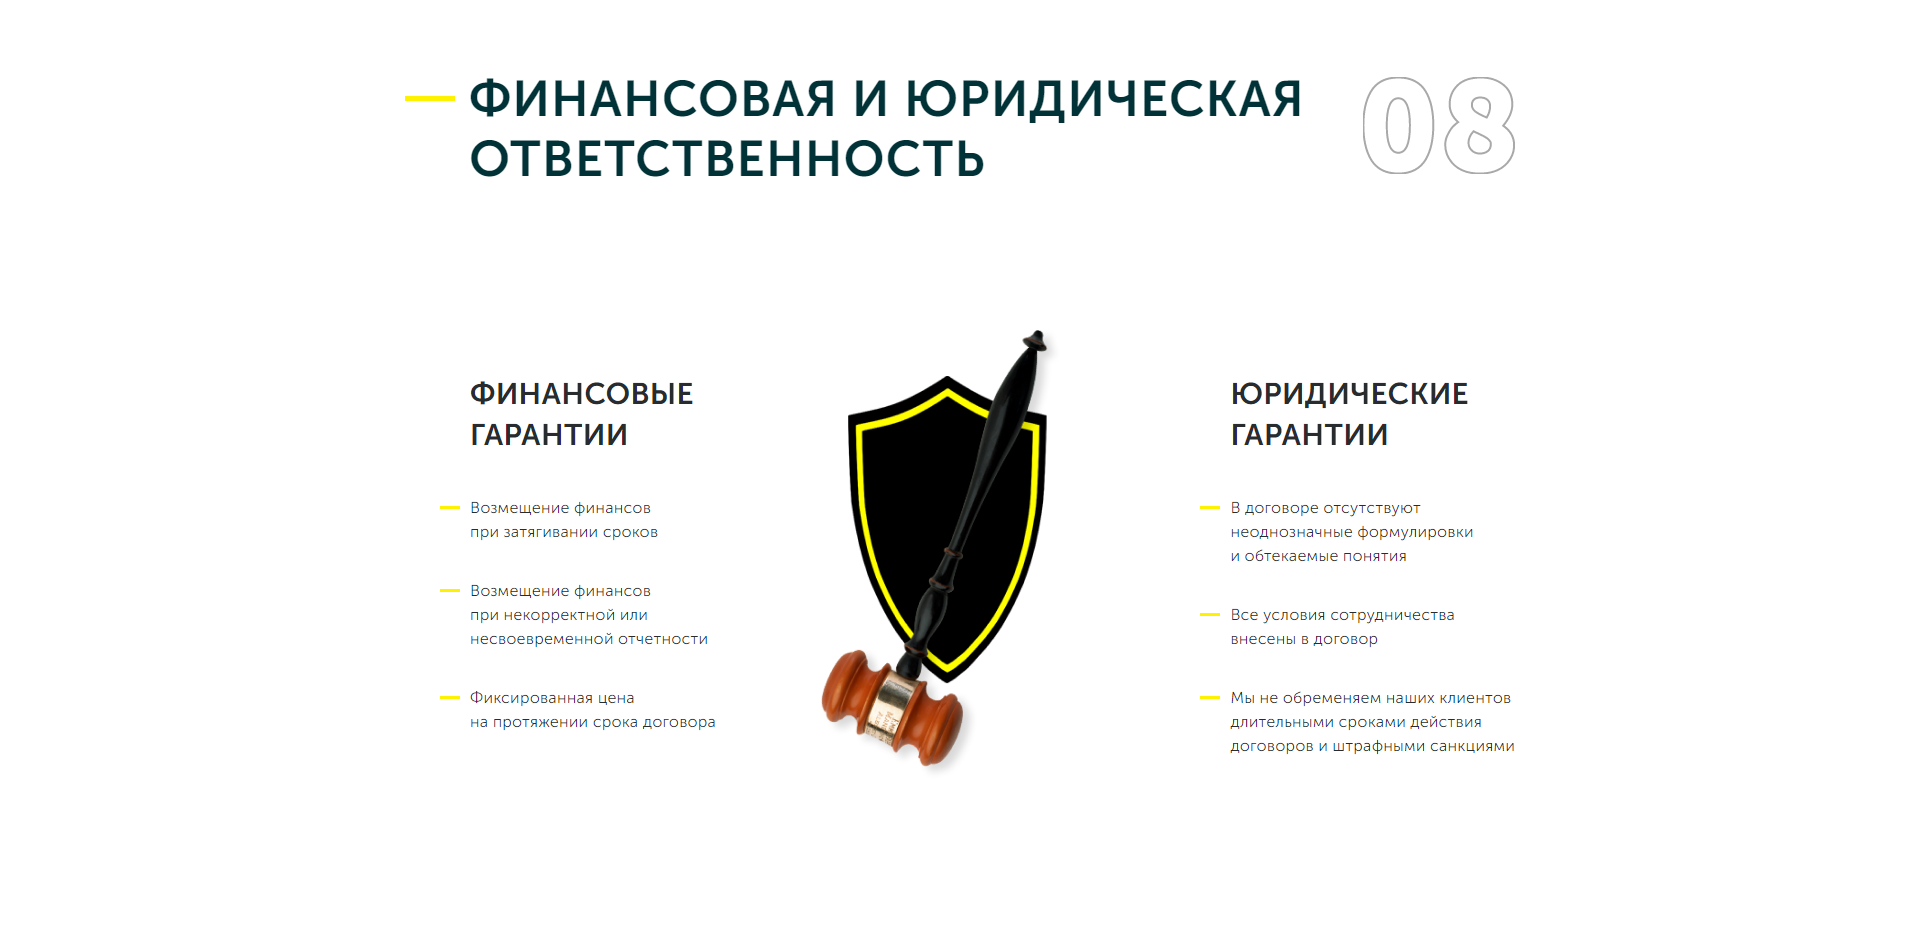 ФИНАНСОВАЯ И ЮРИДИЧЕСКАЯ
ОТВЕТСТВЕННОСТЬ
08
ФИНАНСОВЫЕ
ГАРАНТИИ
Возмещение финансов
при затягивании сроков
Возмещение финансов
при некорректной или
несвоевременной отчетности
Фиксированная цена
на протяжении срока договора
ЮРИДИЧЕСКИЕ
ГАРАНТИИ
В договоре отсутствуют
неоднозначные формулировки
и обтекаемые понятия
Все условия сотрудничества
внесены в договор
Мы не обременяем наших клиентов
длительными сроками действия
договоров и штрафными санкциями